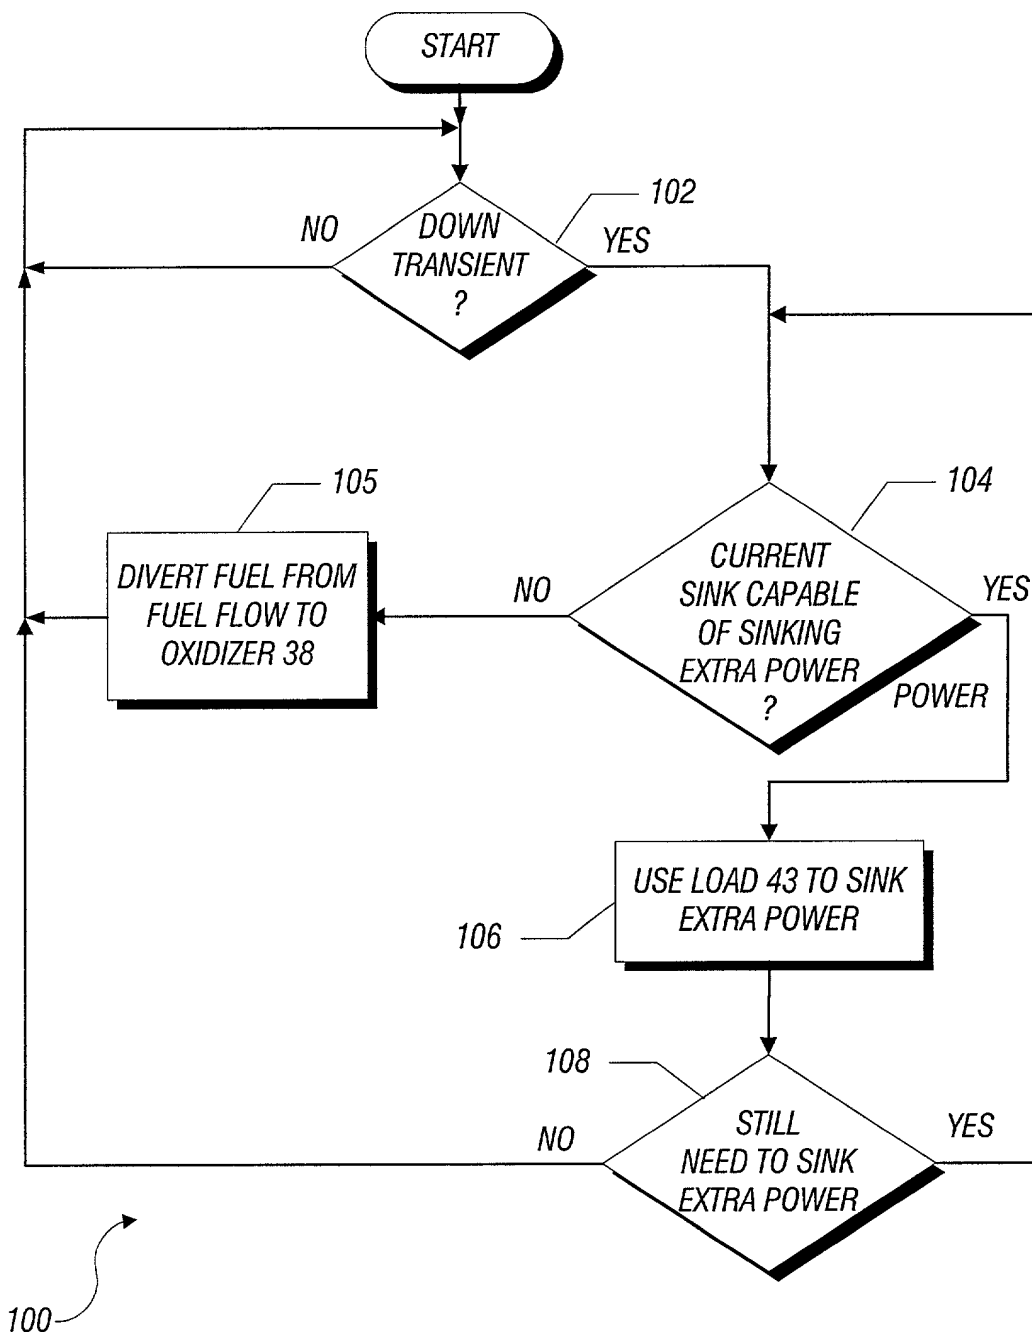 START
102
NO
DOWN
TRANSIENT
?
YES
105
104
DIVERT FUEL FROM
FUEL FLOW TO
OXIDIZER 38
NO
CURRENT
SINK CAPABLE
OF SINKING
EXTRA POWER
?
YES
POWER
USE LOAD 43 TO SINK
EXTRA POWER
106
108
NO
STILL
NEED TO SINK
EXTRA POWER
YES
100